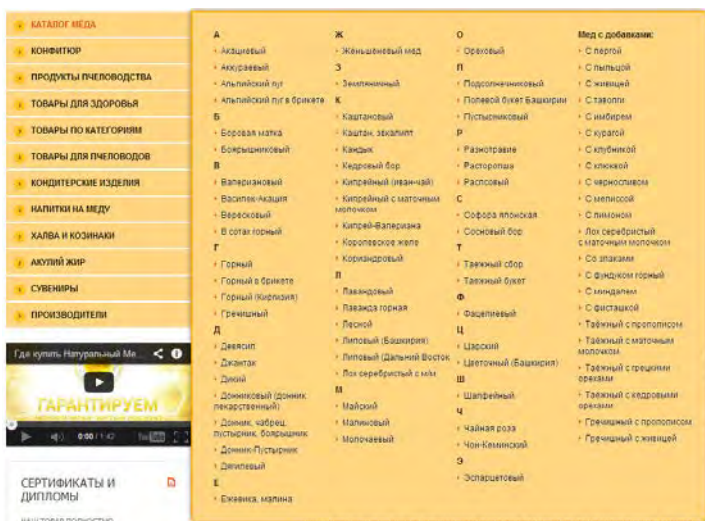 КАТАЛОГ МЁДА
КОНФИТЮР
ПРОДУКТЫ ПЧЕЛОВОДСТВА
ТОВАРЫ ДЛЯ ЗДОРОВЬЯ
ТОВАРЫ ПО КАТЕГОРИЯМ
ТОВАРЫ ДЛЯ ПЧЕЛОВОДОВ
КОНДИТЕРСКИЕ ИЗДЕЛИЯ
НАПИТКИ НА МЕДУ
ХАЛВА И КОЗИНАКИ
АКУЛИЙ ЖИР
СУВЕНИРЫ
ПРОИЗВОДИТЕЛИ
Где купить Натуральный Ме...
ГАРАНТИРУЕМ
0:00 / 1:42
YouTube
СЕРТИФИКАТЫ И
ДИПЛОМЫ
А
Акациевый
Аккураевый
Альпийский луг
Альпийский луг в брикете
Б
Боровая матка
Боярышниковый
В
Валериановый
Василек-Акация
Вересковый
В сотах горный
Г
Горный
Горный в брикете
Горный (Киргизия)
Гречишный
Д
Девясил
Джантак
Дикий
Донниковый (донник
лекарственный)
Донник, чабрец,
пустырник, боярышник
Донник-Пустырник
Дягилевый
Е
Ежевика, малина
Ж
Женьшеневый мед
З
Земляничный
К
Каштановый
Каштан, эвкалипт
Кандык
Кедровый бор
Кипрейный (иван-чай)
Кипрейный с маточным
молочком
Кипрей-Валериана
Королевское желе
Кориандровый
Л
Лавандовый
Лаванда горная
Лесной
Липовый (Башкирия)
Липовый (Дальний Восток
Лох серебристый с м/м
М
Майский
Малиновый
Молочаевый
О
Ореховый
П
Подсолнечниковый
Полевой букет Башкирии
Пустырниковый
Р
Разнотравие
Расторопша
Рапсовый
С
Софора японская
Сосновый бор
Т
Таежный сбор
Таежный букет
Ф
Фацелиевый
Ц
Царский
Цветочный (Башкирия)
Ш
Шалфейный
Ч
Чайная роза
Чон-Кеминский
Э
Эспарцетовый
Мед с добавками:
С пергой
С пыльцой
С живицей
С таволги
С имбирем
С курагой
С клубникой
С клюквой
С черносливом
С мелиссой
С лимоном
Лох серебристый
с маточным молочком
Со злаками
С фундуком горный
С миндалем
С фисташкой
Таёжный с прополисом
Таёжный с маточным
молочком
Таёжный с грецкими
орехами
Таёжный с кедровыми
орехами
Гречишный с прополисом
Гречишный с живицей